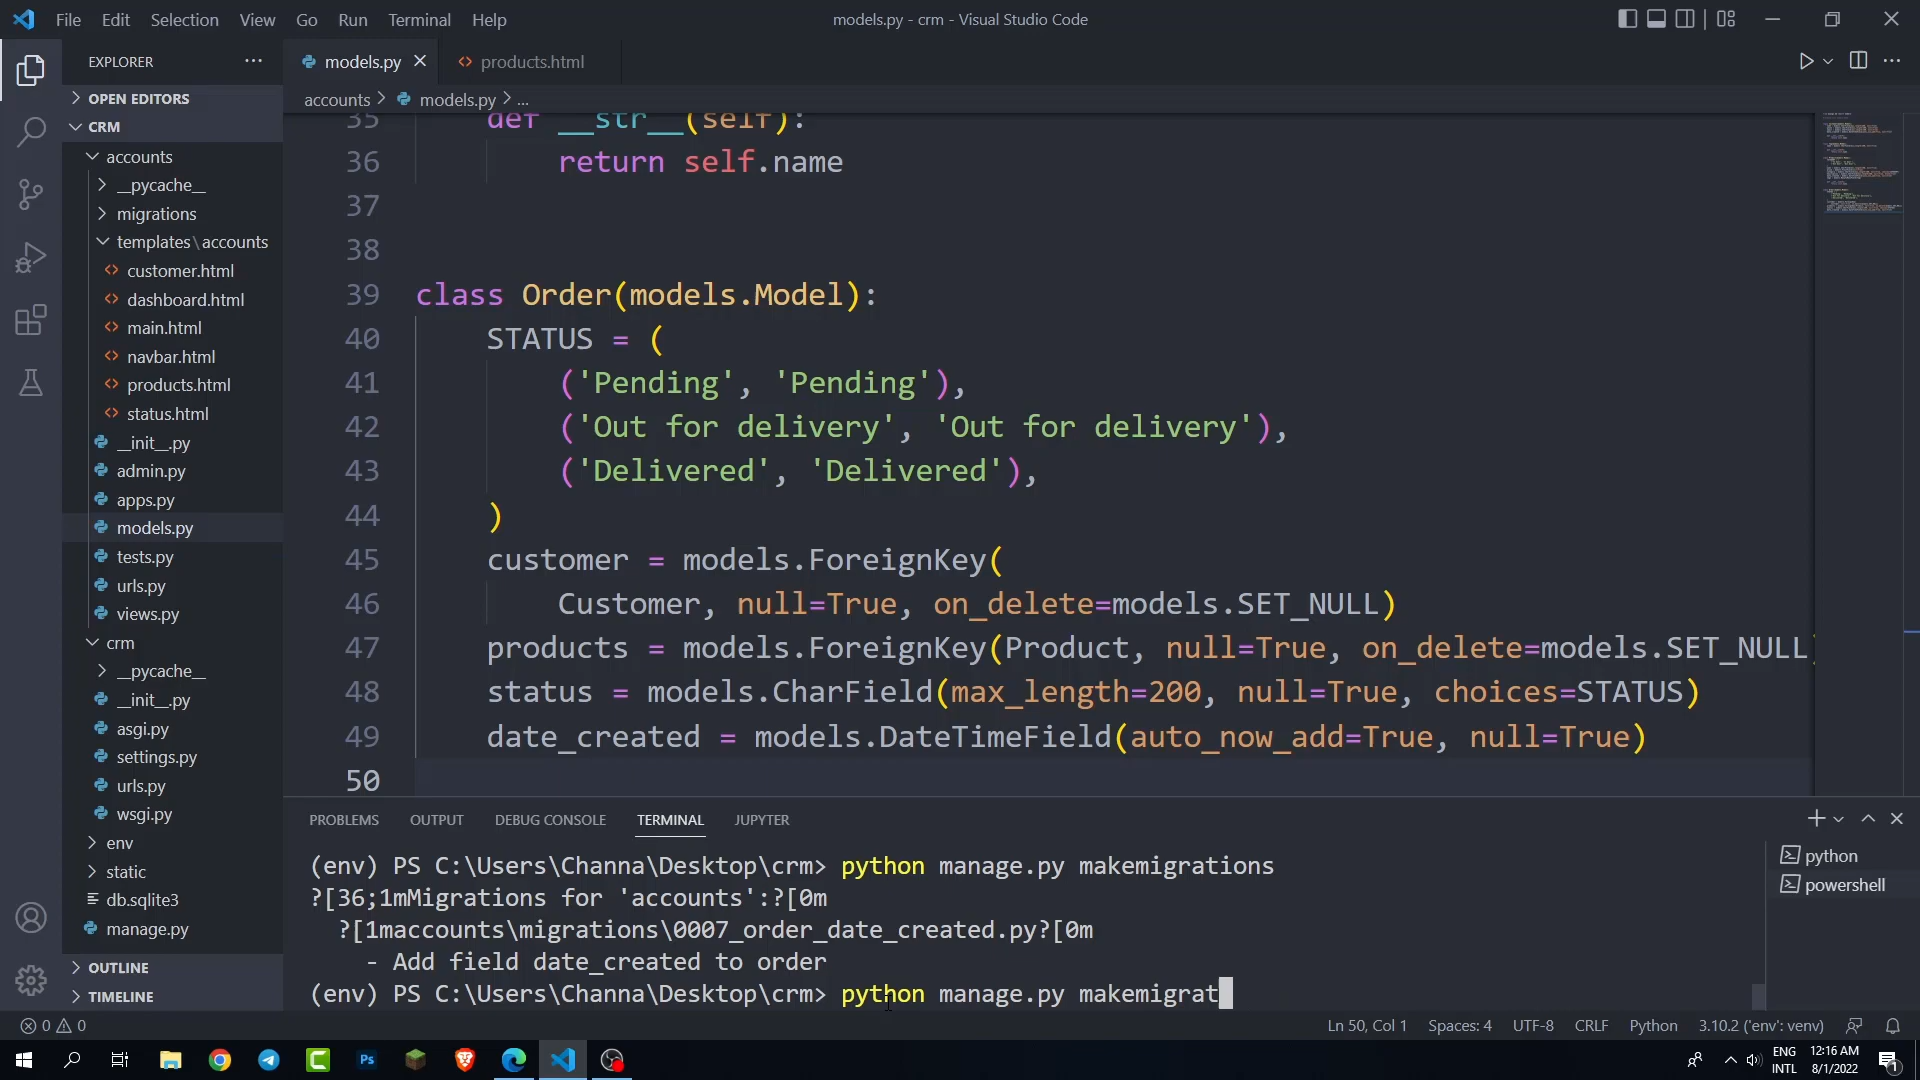 File Edit Selection View Go Run Terminal Help
models.py - crm - Visual Studio Code
EXPLORER
models.py
products.html
OPEN EDITORS
accounts > models.py > ...
CRM
accounts
__pycache__
migrations
templates\accounts
customer.html
dashboard.html
main.html
navbar.html
products.html
status.html
__init__.py
admin.py
apps.py
models.py
tests.py
urls.py
views.py
crm
__pycache__
__init__.py
asgi.py
settings.py
urls.py
wsgi.py
env
static
db.sqlite3
manage.py
OUTLINE
TIMELINE
35 def __str__(self):
36 return self.name
37
38
39 class Order(models.Model):
40 STATUS = (
41 ('Pending', 'Pending'),
42 ('Out for delivery', 'Out for delivery'),
43 ('Delivered', 'Delivered'),
44 )
45 customer = models.ForeignKey(
46 Customer, null=True, on_delete=models.SET_NULL)
47 products = models.ForeignKey(Product, null=True, on_delete=models.SET_NULL)
48 status = models.CharField(max_length=200, null=True, choices=STATUS)
49 date_created = models.DateTimeField(auto_now_add=True, null=True)
50
PROBLEMS OUTPUT DEBUG CONSOLE TERMINAL JUPYTER
(env) PS C:\Users\Channa\Desktop\crm> python manage.py makemigrations
?[36;1mMigrations for 'accounts':?[0m
?[1maccounts\migrations\0007_order_date_created.py?[0m
- Add field date_created to order
(env) PS C:\Users\Channa\Desktop\crm> python manage.py makemigrat
python
powershell
0 0
Ln 50, Col 1 Spaces: 4 UTF-8 CRLF Python 3.10.2 ('env': venv)
Ps
ENG
INTL
12:16 AM
8/1/2022
1